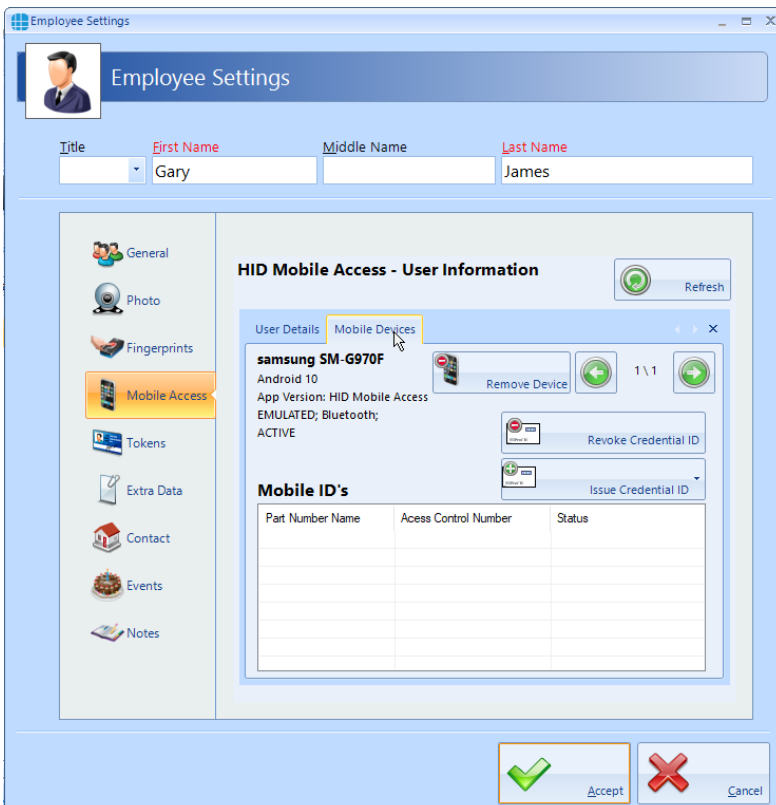 Employee Settings
Employee Settings
Title First Name Middle Name Last Name
Gary James
General
Photo
Fingerprints
Mobile Access
Tokens
Extra Data
Contact
Events
Notes
HID Mobile Access - User Information
Refresh
User Details Mobile Devices
samsung SM-G970F
Android 10
App Version: HID Mobile Access
EMULATED; Bluetooth;
ACTIVE
Remove Device
1 \ 1
Revoke Credential ID
Issue Credential ID
Mobile ID's
Part Number Name Acess Control Number Status
Accept Cancel